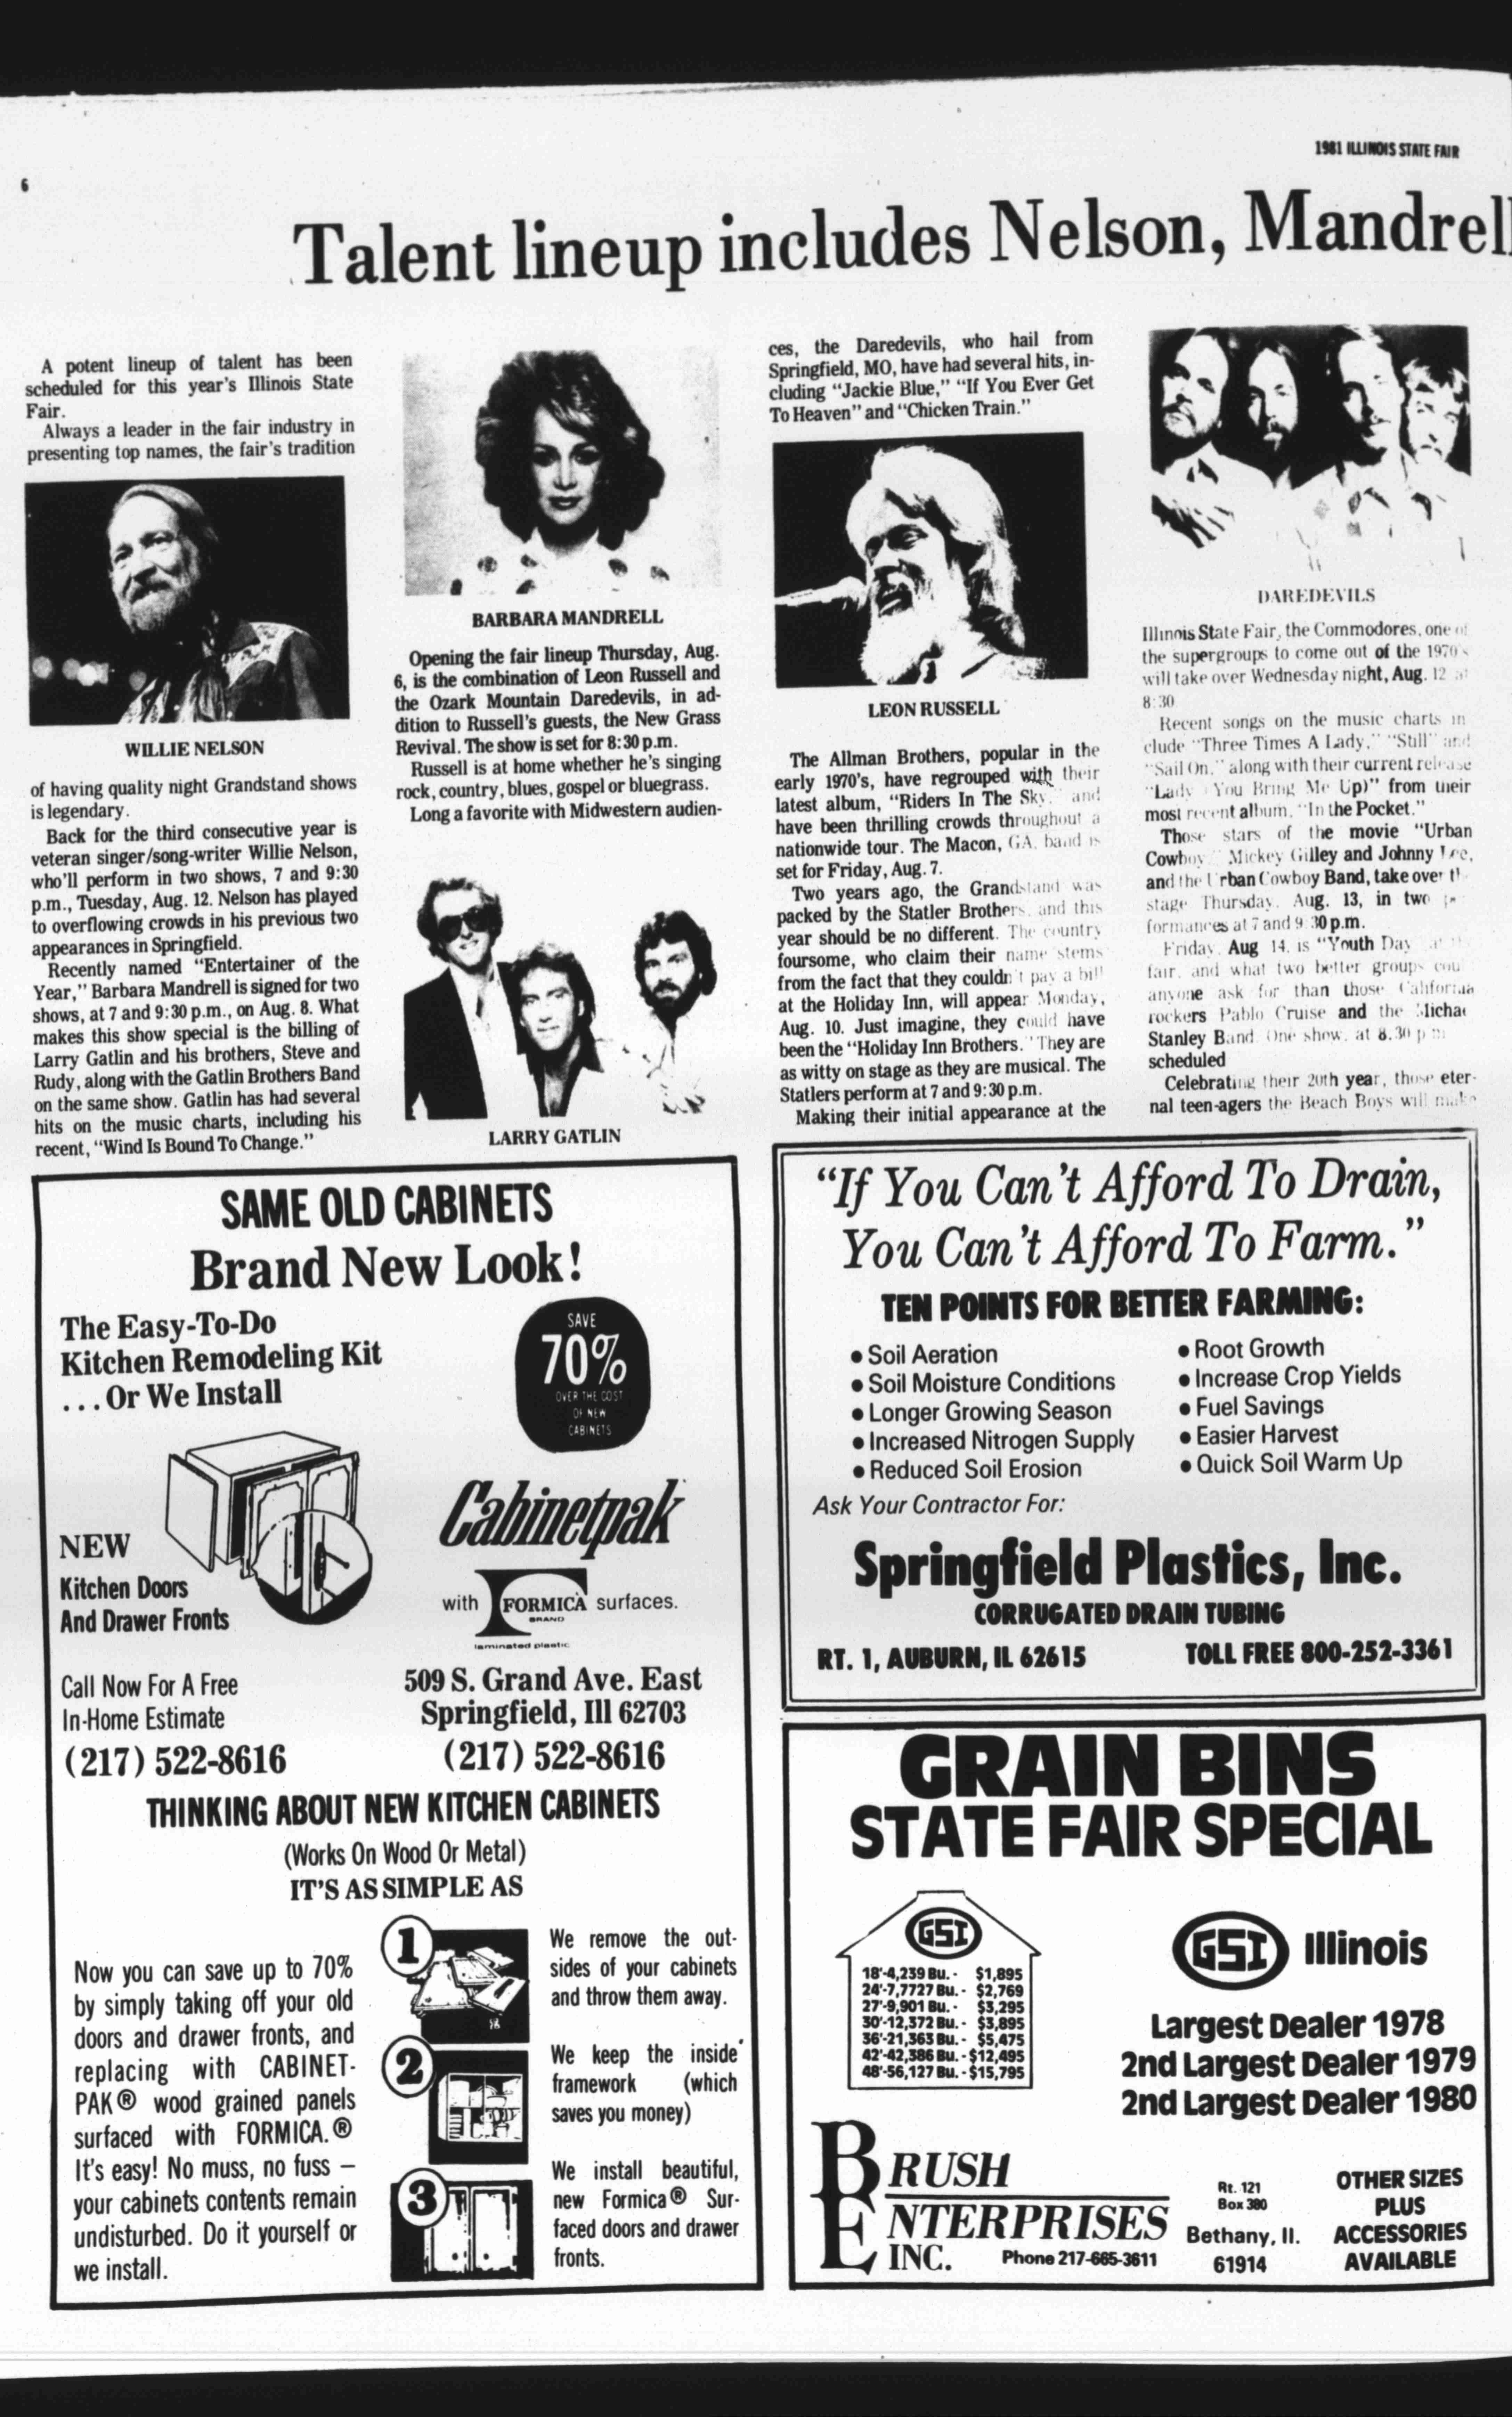 1981 ILLINOIS STATE FAIR
6
Talent lineup includes Nelson, Mandrell
A potent lineup of talent has been
scheduled for this year's Illinois State
Fair.
Always a leader in the fair industry in
presenting top names, the fair's tradition
WILLIE NELSON
of having quality night Grandstand shows
is legendary.
Back for the third consecutive year is
veteran singer/song-writer Willie Nelson,
who'll perform in two shows, 7 and 9:30
p.m., Tuesday, Aug. 12. Nelson has played
to overflowing crowds in his previous two
appearances in Springfield.
Recently named "Entertainer of the
Year," Barbara Mandrell is signed for two
shows, at 7 and 9:30 p.m., on Aug. 8. What
makes this show special is the billing of
Larry Gatlin and his brothers, Steve and
Rudy, along with the Gatlin Brothers Band
on the same show. Gatlin has had several
hits on the music charts, including his
recent, "Wind Is Bound To Change."
BARBARA MANDRELL
Opening the fair lineup Thursday, Aug.
6, is the combination of Leon Russell and
the Ozark Mountain Daredevils, in ad-
dition to Russell's guests, the New Grass
Revival. The show is set for 8:30 p.m.
Russell is at home whether he's singing
rock, country, blues, gospel or bluegrass.
Long a favorite with Midwestern audien-
LARRY GATLIN
ces, the Daredevils, who hail from
Springfield, MO, have had several hits, in-
cluding "Jackie Blue," "If You Ever Get
To Heaven" and "Chicken Train."
LEON RUSSELL
The Allman Brothers, popular in the
early 1970's, have regrouped with their
latest album, "Riders In The Sky." and
have been thrilling crowds throughout a
nationwide tour. The Macon, GA. band is
set for Friday, Aug. 7.
Two years ago, the Grandstand was
packed by the Statler Brothers, and this
year should be no different. The country
foursome, who claim their name stems
from the fact that they couldn't pay a bill
at the Holiday Inn, will appear Monday,
Aug. 10. Just imagine, they could have
been the "Holiday Inn Brothers." They are
as witty on stage as they are musical. The
Statlers perform at 7 and 9:30 p.m.
Making their initial appearance at the
DAREDEVILS
Illinois State Fair, the Commodores, one of
the supergroups to come out of the 1970's
will take over Wednesday night, Aug. 12 at
8:30
Recent songs on the music charts in
clude "Three Times A Lady," "Still" and
"Sail On," along with their current release
"Lady (You Bring Me Up)" from their
most recent album, "In the Pocket."
Those stars of the movie "Urban
Cowboy" Mickey Gilley and Johnny Lee,
and the Urban Cowboy Band, take over
stage Thursday, Aug. 13, in two
formances at 7 and 9:30 p.m.
Friday, Aug 14, is "Youth Day
fair, and what two better groups
anyone ask for than those California
rockers Pablo Cruise and the
Stanley Band. One show, at 8:30 p.m.
scheduled
Celebrating their 20th year, those eter-
nal teen-agers the Beach Boys will make
SAME OLD CABINETS
Brand New Look!
The Easy-To-Do
Kitchen Remodeling Kit
...Or We Install
SAVE
70%
OVER THE COST
OF NEW
CABINETS
NEW
Kitchen Doors
And Drawer Fronts
Cabinetpak
with FORMICA surfaces.
BRAND
laminated plastic
Call Now For A Free
In-Home Estimate
(217) 522-8616
509 S. Grand Ave. East
Springfield, Ill 62703
(217) 522-8616
THINKING ABOUT NEW KITCHEN CABINETS
(Works On Wood Or Metal)
IT'S AS SIMPLE AS
Now you can save up to 70%
by simply taking off your old
doors and drawer fronts, and
replacing with CABINET-
PAK® wood grained panels
surfaced with FORMICA.®
It's easy! No muss, no fuss —
your cabinets contents remain
undisturbed. Do it yourself or
we install.
1
We remove the out-
sides of your cabinets
and throw them away.
2
We keep the inside
framework (which
saves you money)
3
We install beautiful,
new Formica® Sur-
faced doors and drawer
fronts.
"If You Can't Afford To Drain,
You Can't Afford To Farm."
TEN POINTS FOR BETTER FARMING:
• Soil Aeration
• Soil Moisture Conditions
• Longer Growing Season
• Increased Nitrogen Supply
• Reduced Soil Erosion
• Root Growth
• Increase Crop Yields
• Fuel Savings
• Easier Harvest
• Quick Soil Warm Up
Ask Your Contractor For:
Springfield Plastics, Inc.
CORRUGATED DRAIN TUBING
RT. 1, AUBURN, IL 62615 TOLL FREE 800-252-3361
GRAIN BINS
STATE FAIR SPECIAL
GSI
18'-4,239 Bu. - $1,895
24'-7,7727 Bu. - $2,769
27'-9,901 Bu. - $3,295
30'-12,372 Bu. - $3,895
36'-21,363 Bu. - $5,475
42'-42,386 Bu. - $12,495
48'-56,127 Bu. - $15,795
GSI Illinois
Largest Dealer 1978
2nd Largest Dealer 1979
2nd Largest Dealer 1980
BRUSH
ENTERPRISES
INC.
Phone 217-665-3611
Rt. 121
Box 380
Bethany, Il.
61914
OTHER SIZES
PLUS
ACCESSORIES
AVAILABLE